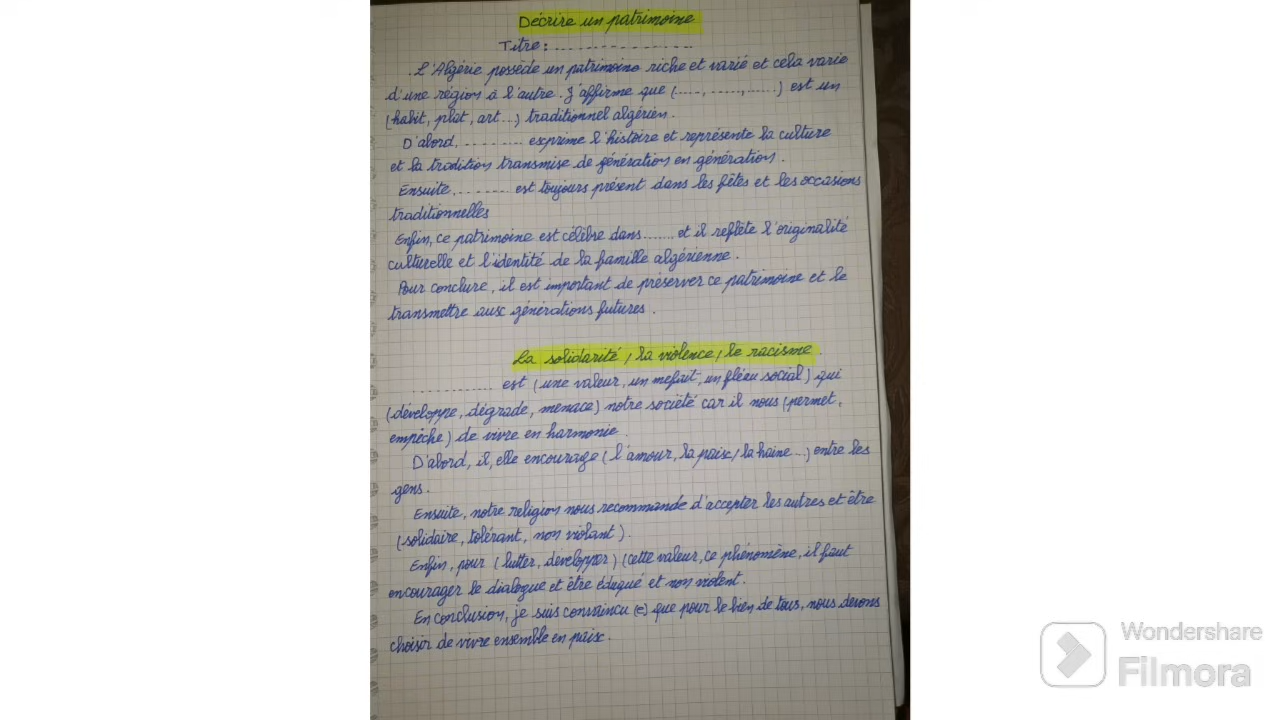 Décrire un patrimoine
Titre : ..................
. L'Algérie possède un patrimoine riche et varié et cela varie
d'une région à l'autre. J'affirme que (....., ....., .....) est un
(habit, plat, art...) traditionnel algérien.
D'abord, ......... exprime l'histoire et représente la culture
et la tradition transmise de génération en génération.
Ensuite, ....... est toujours présent dans les fêtes et les occasions
traditionnelles
Enfin, ce patrimoine est célèbre dans ...... et il reflète l'originalité
culturelle et l'identité de la famille algérienne.
Pour conclure, il est important de préserver ce patrimoine et le
transmettre aux générations futures.
La solidarité / la violence / le racisme.
............ est (une valeur, un mefait, un fléau social) qui
(développe, dégrade, menace) notre société car il nous (permet,
empêche) de vivre en harmonie.
D'abord, il, elle encourage (l'amour, la paix / la haine...) entre les
gens.
Ensuite, notre religion nous recommande d'accepter les autres et être
(solidaire, tolérant, non violant).
Enfin, pour (lutter, développer) (cette valeur, ce phénomène, il faut
encourager le dialogue et être éduqué et non violent.
En conclusion, je suis convaincu (e) que pour le bien de tous, nous devons
choisir de vivre ensemble en paix.
Wondershare
Filmora